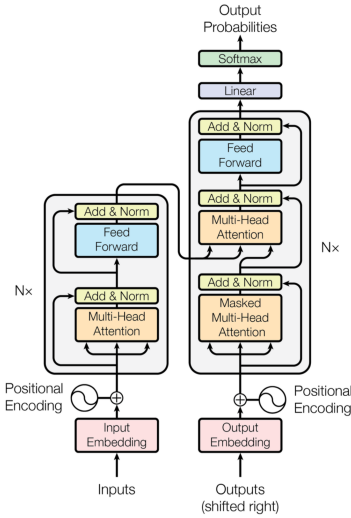 Output
Probabilities
Softmax
Linear
Add & Norm
Feed
Forward
Add & Norm
Multi-Head
Attention
Add & Norm
Masked
Multi-Head
Attention
N×
Add & Norm
Feed
Forward
N×
Add & Norm
Multi-Head
Attention
Positional
Encoding
Positional
Encoding
Input
Embedding
Output
Embedding
Inputs
Outputs
(shifted right)